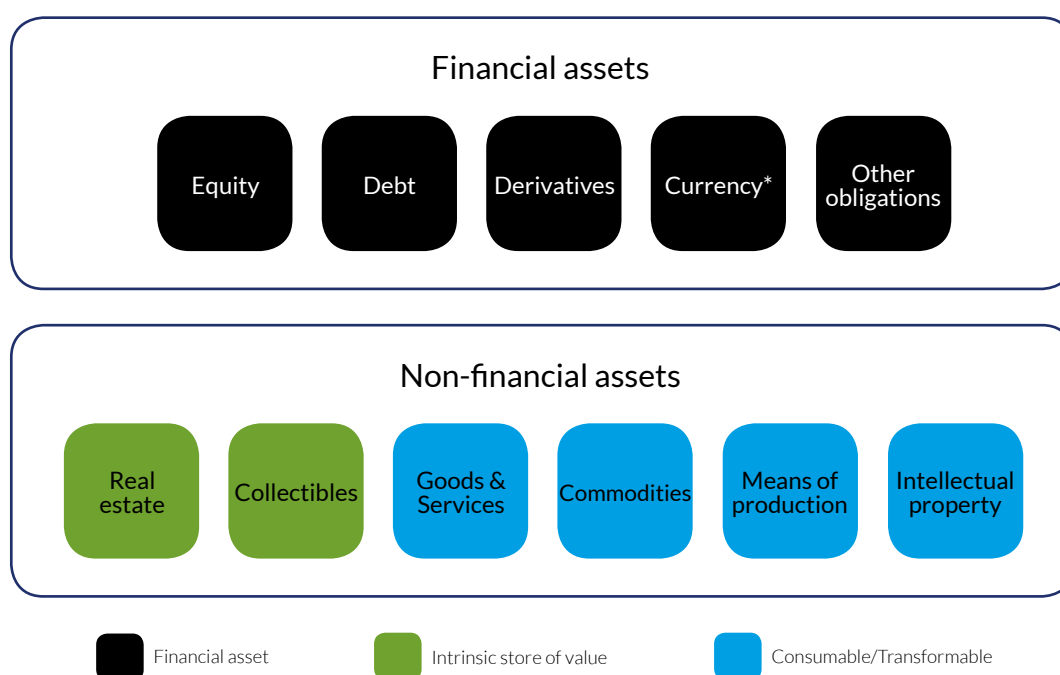 Financial assets
Equity
Debt
Derivatives
Currency*
Other
obligations
Non-financial assets
Real
estate
Collectibles
Goods &
Services
Commodities
Means of
production
Intellectual
property
Financial asset
Intrinsic store of value
Consumable/Transformable